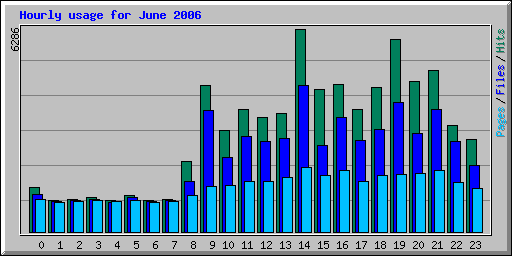 Hourly usage for June 2006
6286
Pages/Files/Hits
0 1 2 3 4 5 6 7 8 9 10 11 12 13 14 15 16 17 18 19 20 21 22 23